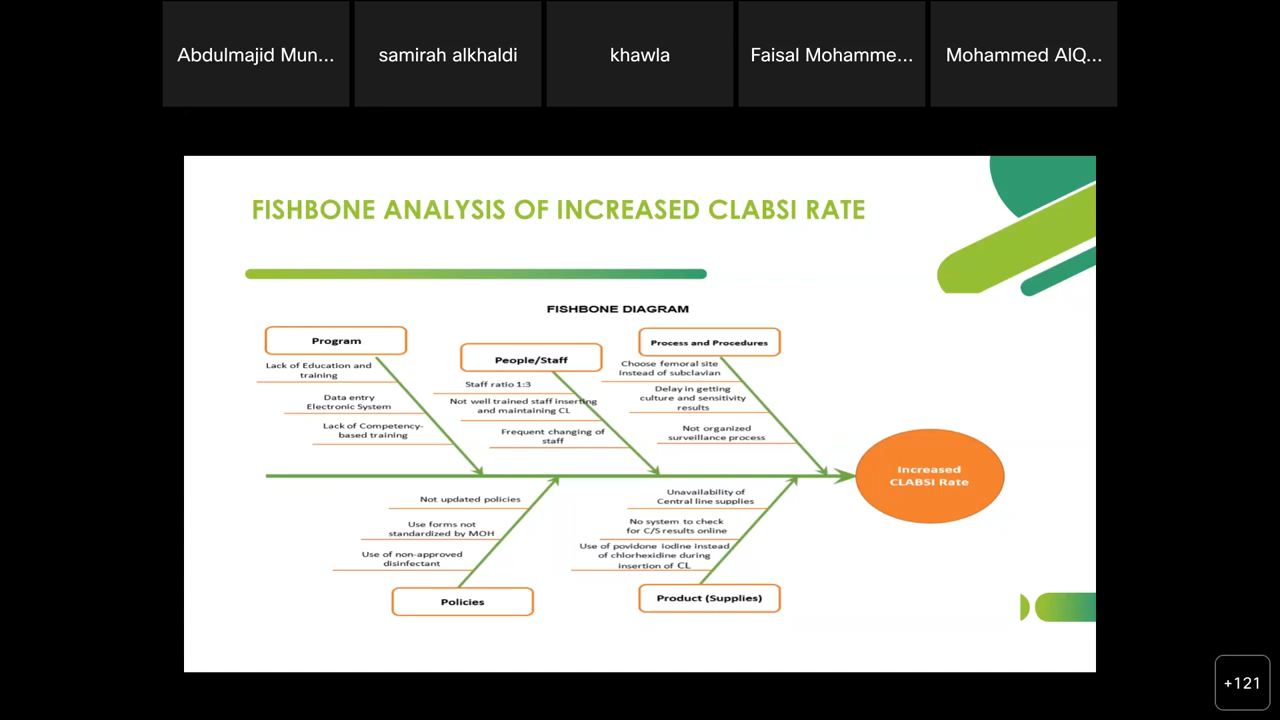 Abdulmajid Mun...
samirah alkhaldi
khawla
Faisal Mohamme...
Mohammed AlQ...
FISHBONE ANALYSIS OF INCREASED CLABSI RATE
FISHBONE DIAGRAM
Program
Lack of Education and
training
Data entry
Electronic System
Lack of Competency-
based training
People/Staff
Staff ratio 1:3
Not well trained staff inserting
and maintaining CL
Frequent changing of
staff
Process and Procedures
Choose femoral site
Instead of subclavian
Delay in getting
culture and sensitivity
results
Not organized
surveillance process
Increased
CLABSI Rate
Not updated policies
Use forms not
standardized by MOH
Use of non-approved
disinfectant
Policies
Unavailability of
Central line supplies
No system to check
for C/S results online
Use of povidone iodine instead
of chlorhexidine during
insertion of CL
Product (Supplies)
+121